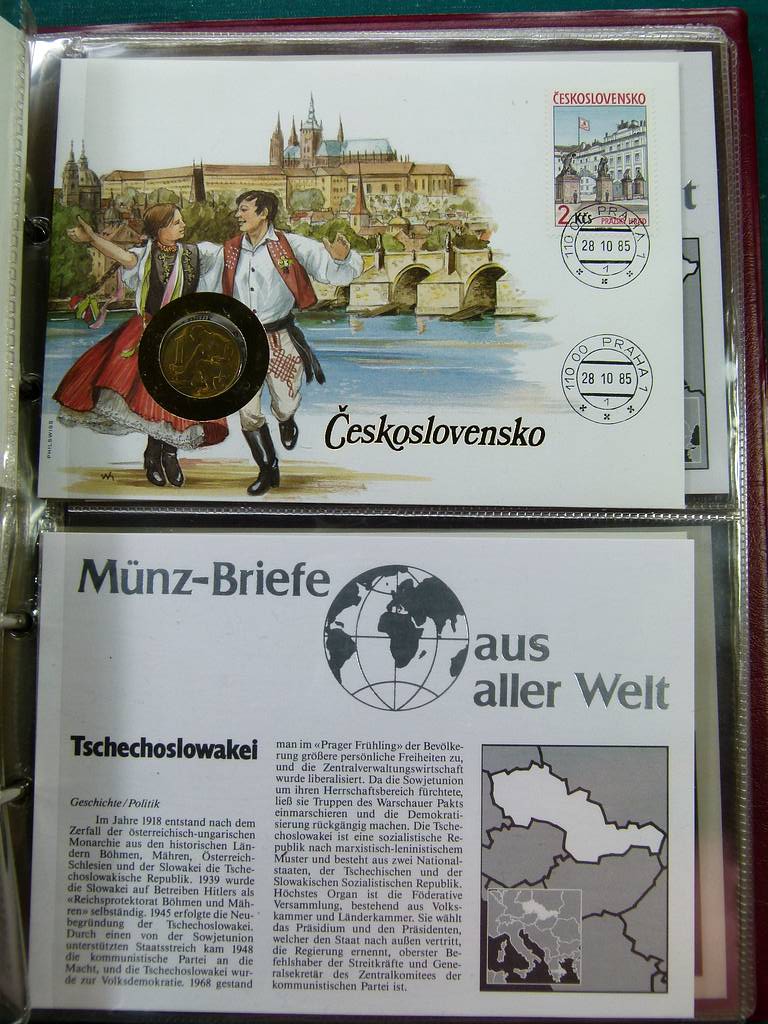 ČESKOSLOVENSKO
2 Kčs
110 00 PRAHA 1
28 10 85
1
110 00 PRAHA 1
28 10 85
1
Československo
PHILSWISS
t
Münz-Briefe
aus
aller Welt
Tschechoslowakei
Geschichte/Politik
Im Jahre 1918 entstand nach dem
Zerfall der österreichisch-ungarischen
Monarchie aus den historischen Län-
dern Böhmen, Mähren, Österreich-
Schlesien und der Slowakei die Tsche-
choslowakische Republik. 1939 wurde
die Slowakei auf Betreiben Hitlers als
«Reichsprotektorat Böhmen und Mäh-
ren» selbständig. 1945 erfolgte die Neu-
begründung der Tschechoslowakei.
Durch einen von der Sowjetunion
unterstützten Staatsstreich kam 1948
die kommunistische Partei an die
Macht, und die Tschechoslowakei wur-
de zur Volksdemokratie. 1968 gestand
man im «Prager Frühling» der Bevölke-
rung größere persönliche Freiheiten zu,
und die Zentralverwaltungswirtschaft
wurde liberalisiert. Da die Sowjetunion
um ihren Herrschaftsbereich fürchtete,
ließ sie Truppen des Warschauer Pakts
einmarschieren und die Demokrati-
sierung rückgängig machen. Die Tsche-
choslowakei ist eine sozialistische Re-
publik nach marxistisch-leninistischem
Muster und besteht aus zwei National-
staaten, der Tschechischen und der
Slowakischen Sozialistischen Republik.
Höchstes Organ ist die Föderative
Versammlung, bestehend aus Volks-
kammer und Länderkammer. Sie wählt
das Präsidium und den Präsidenten,
welcher den Staat nach außen vertritt,
die Regierung ernennt, oberster Be-
fehlshaber der Streitkräfte und Gene-
ralsekretär des Zentralkomitees der
kommunistischen Partei ist.